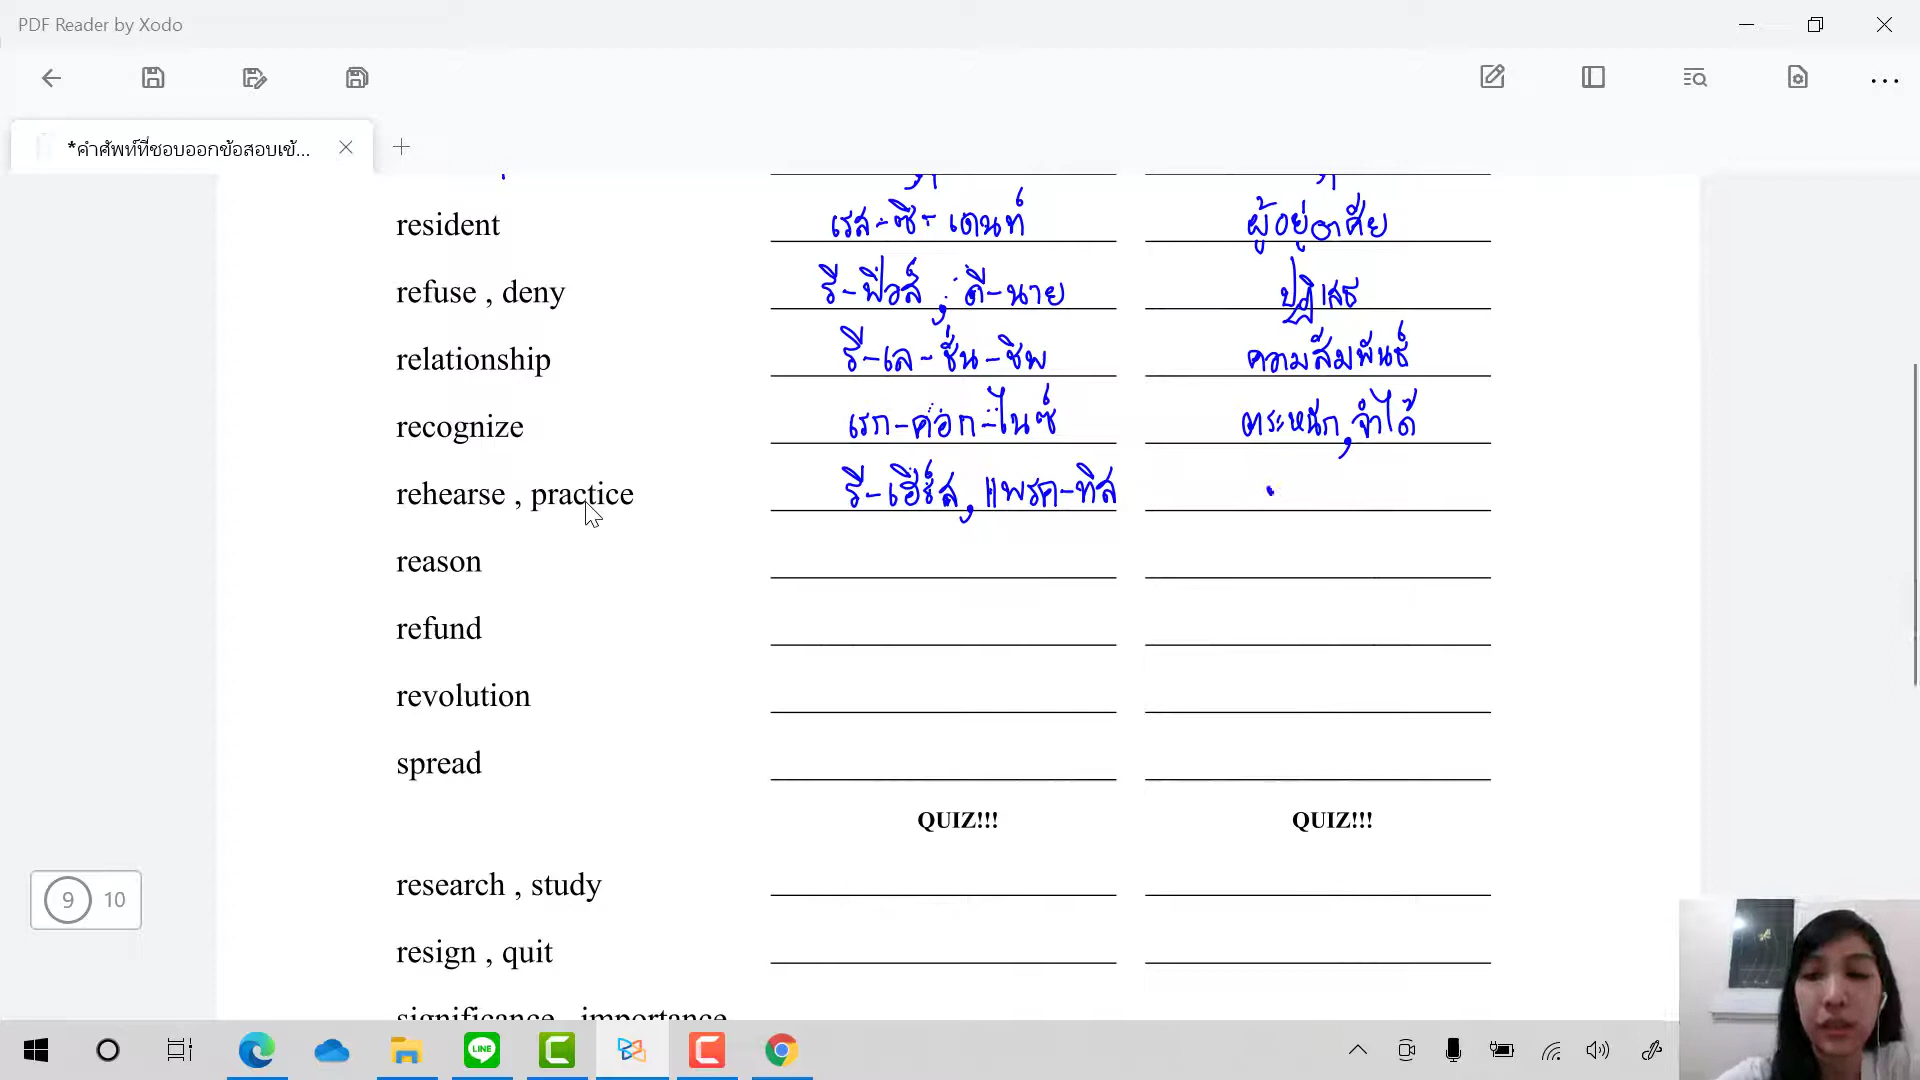 PDF Reader by Xodo
*คำศัพท์ที่ชอบออกข้อสอบเข้...
resident เรส-ซิ-เดนท์ ผู้อยู่อาศัย
refuse , deny รี-ฟิวส์ , ดี-นาย ปฏิเสธ
relationship รี-เล-ชั่น-ชิพ ความสัมพันธ์
recognize เรก-คอก-ไนซ์ ตระหนัก, จำได้
rehearse , practice รี-เฮิร์ส, แพรค-ทิส
reason
refund
revolution
spread
QUIZ!!! QUIZ!!!
research , study
resign , quit
significance , importance
9 10
LINE